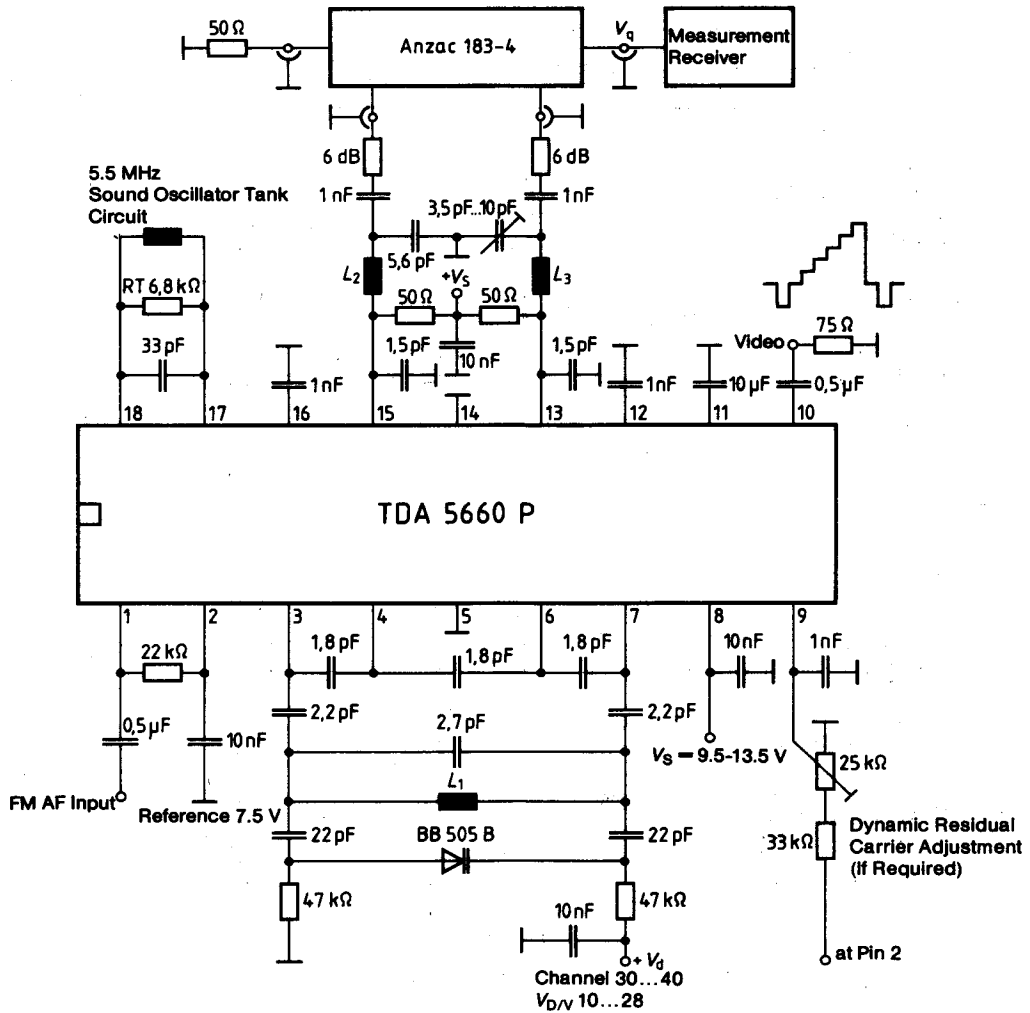 50 Ω
Anzac 183-4
Vq
Measurement
Receiver
6 dB
6 dB
1 nF
1 nF
5.5 MHz
Sound Oscillator Tank
Circuit
3,5 pF...10 pF
5,6 pF
L2
+VS
L3
RT 6,8 kΩ
50 Ω
50 Ω
33 pF
1,5 pF
10 nF
1,5 pF
Video
75 Ω
1 nF
1 nF
10 µF
0,5 µF
18
17
16
15
14
13
12
11
10
TDA 5660 P
1
2
3
4
5
6
7
8
9
22 kΩ
1,8 pF
1,8 pF
1,8 pF
10 nF
1 nF
0,5 µF
10 nF
2,2 pF
2,7 pF
2,2 pF
VS = 9.5-13.5 V
25 kΩ
FM AF Input
Reference 7.5 V
L1
22 pF
BB 505 B
22 pF
33 kΩ
Dynamic Residual
Carrier Adjustment
(if Required)
47 kΩ
47 kΩ
10 nF
+ Vd
at Pin 2
Channel 30...40
VD/V 10...28